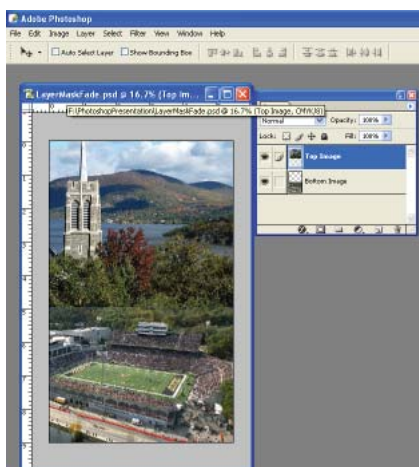 Adobe Photoshop
File Edit Image Layer Select Filter View Window Help
Auto Select Layer Show Bounding Box
LayerMaskFade.psd @ 16.7% (Top Im...
F:\PhotoshopPresentation\LayerMaskFade.psd @ 16.7% (Top Image, CMYK/8)
Normal Opacity: 100%
Lock: Fill: 100%
Top Image
Bottom Image